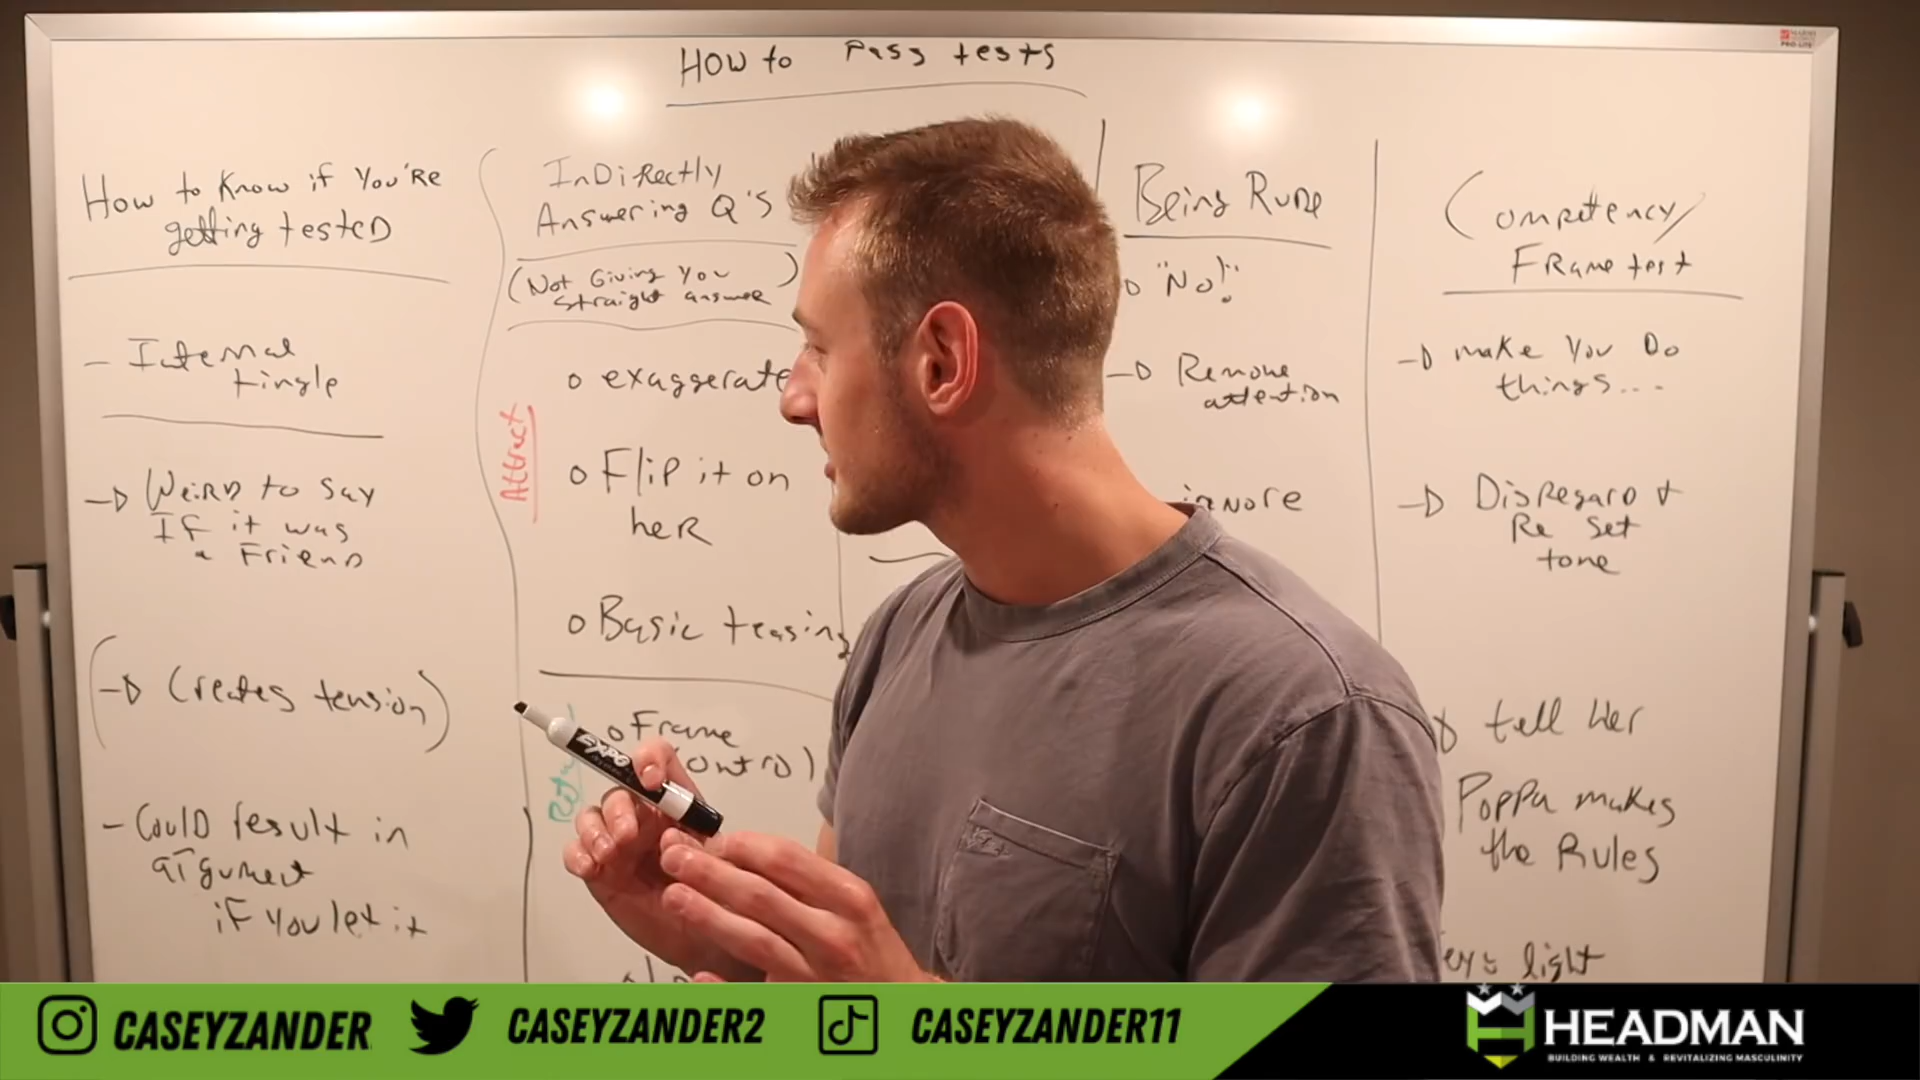 How to Pass tests
How to Know if You're
getting tested
- Internal
tingle
Weird to say
If it was
a Friend
(Creates tension)
- Could result in
argument
if you let it
InDirectly
Answering Q's
(Not Giving You
straight answer)
Attract
o exaggerate
o Flip it on
her
o Basic teasing
o Frame
Control
Being Rude
"No!"
Remove
attention
ignore
Competency
Frame test
make You Do
things...
Disregard +
Re Set
tone
tell Her
Poppa makes
the Rules
light
EXPO
CASEYZANDER
CASEYZANDER2
CASEYZANDER11
HEADMAN
BUILDING WEALTH & REVITALIZING MASCULINITY